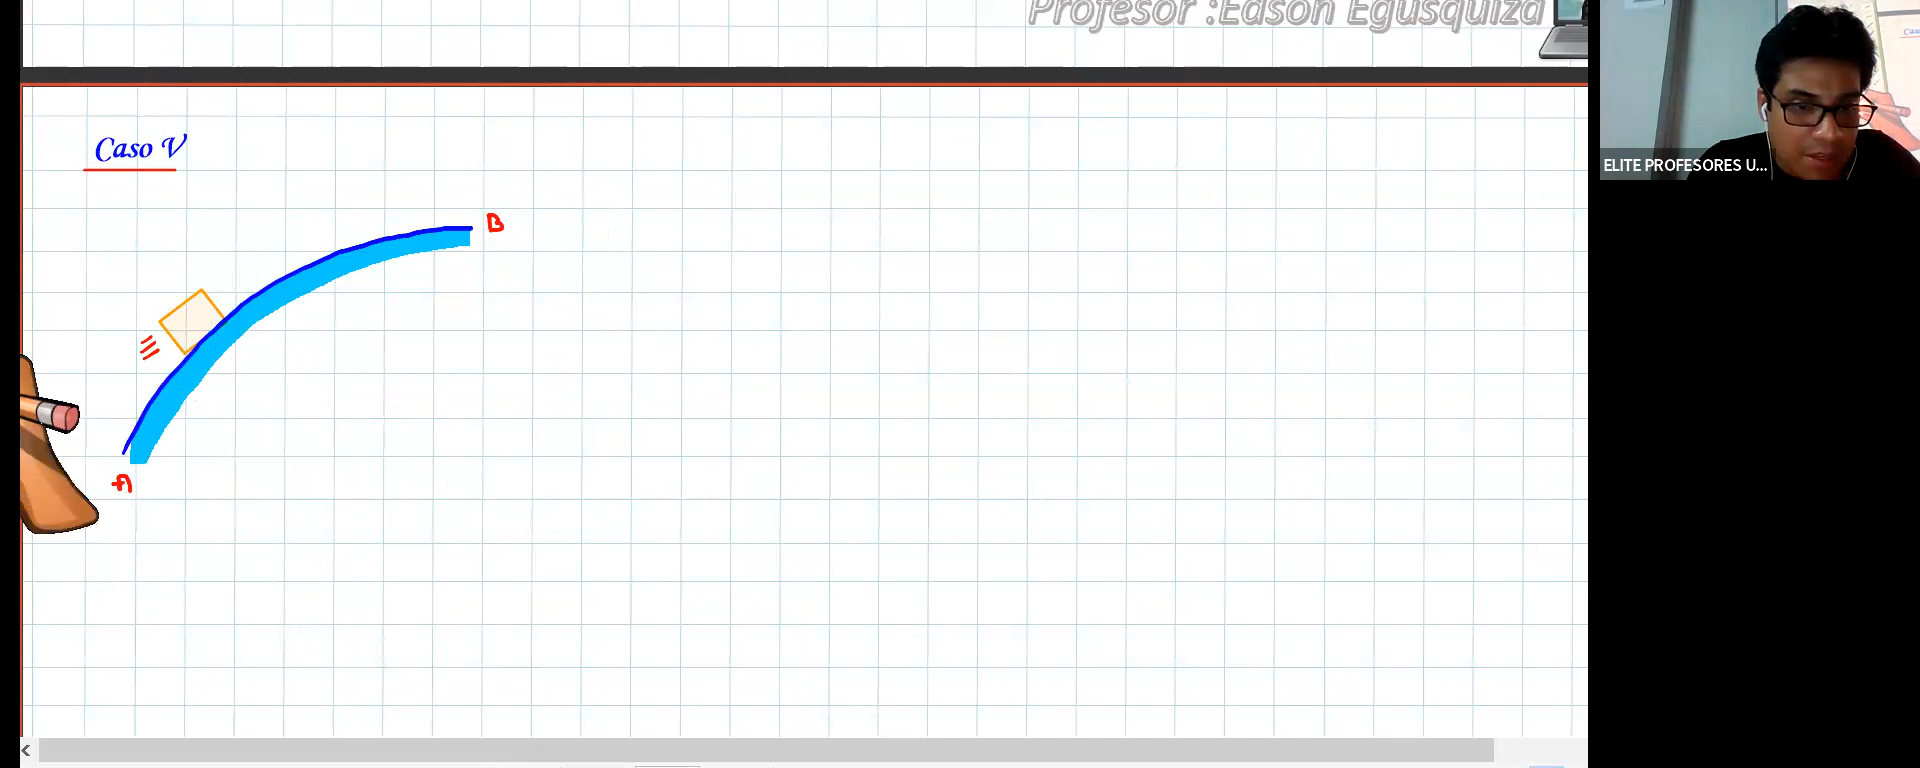 Profesor :Edson Egusquiza
Caso V
B
A
ELITE PROFESORES U...